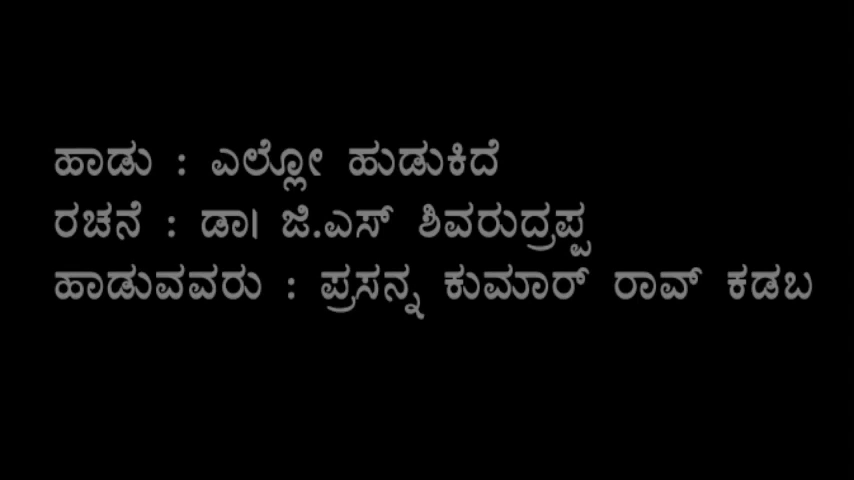 ಹಾಡು : ಎಲ್ಲೋ ಹುಡುಕಿದೆ
ರಚನೆ : ಡಾ। ಜಿ.ಎಸ್ ಶಿವರುದ್ರಪ್ಪ
ಹಾಡುವವರು : ಪ್ರಸನ್ನ ಕುಮಾರ್ ರಾವ್ ಕಡಬ